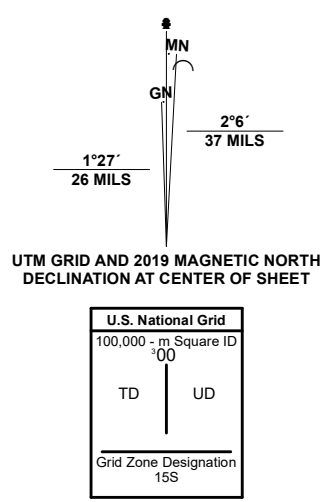 MN
GN
2°6´
37 MILS
1°27´
26 MILS
UTM GRID AND 2019 MAGNETIC NORTH
DECLINATION AT CENTER OF SHEET
U.S. National Grid
100,000 - m Square ID
³00
TD UD
Grid Zone Designation
15S